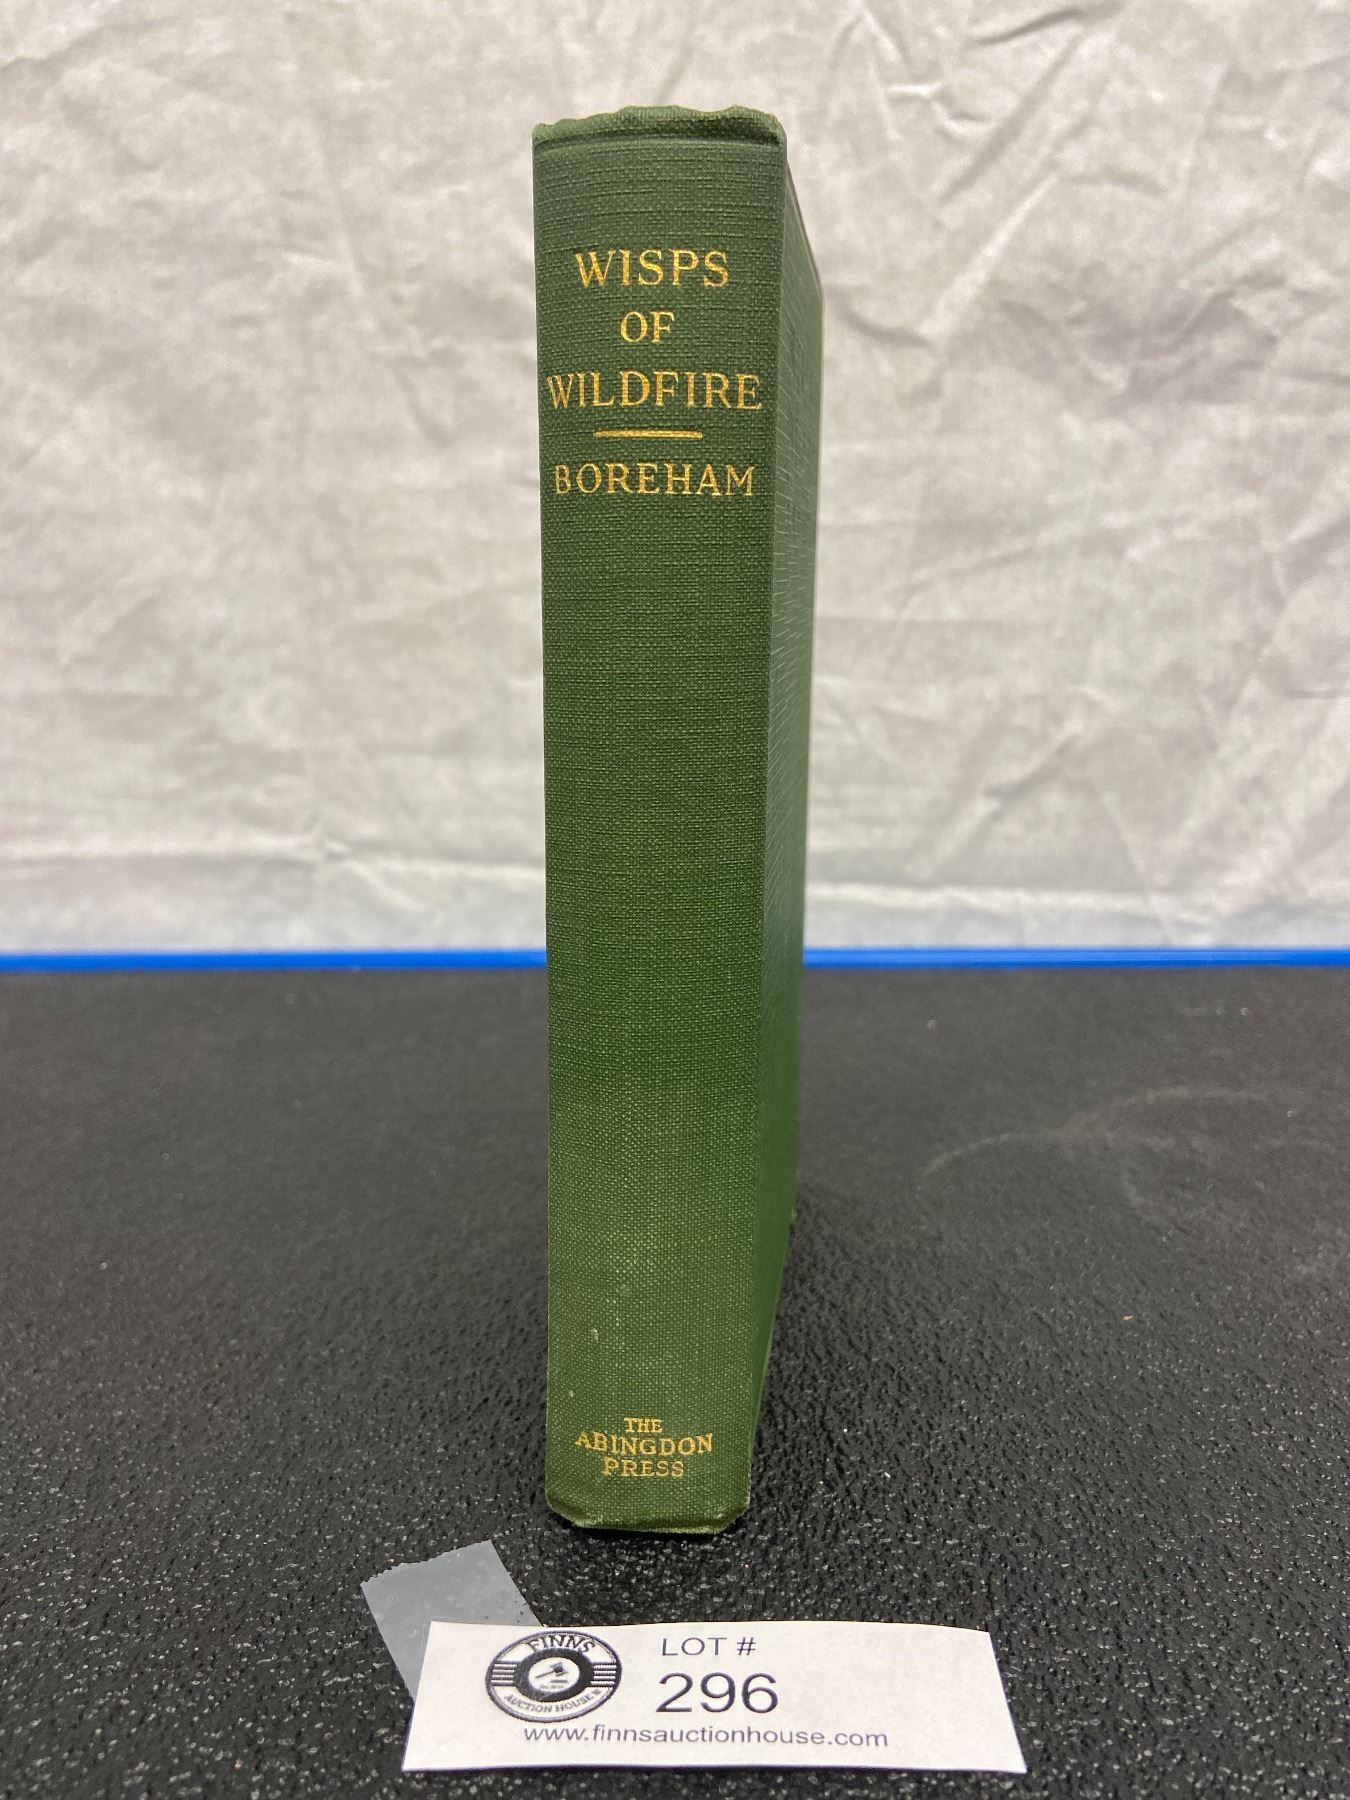 WISPS
OF
WILDFIRE
BOREHAM
THE
ABINGDON
PRESS
FINNS
AUCTION HOUSE
LOT #
296
www.finnsauctionhouse.com